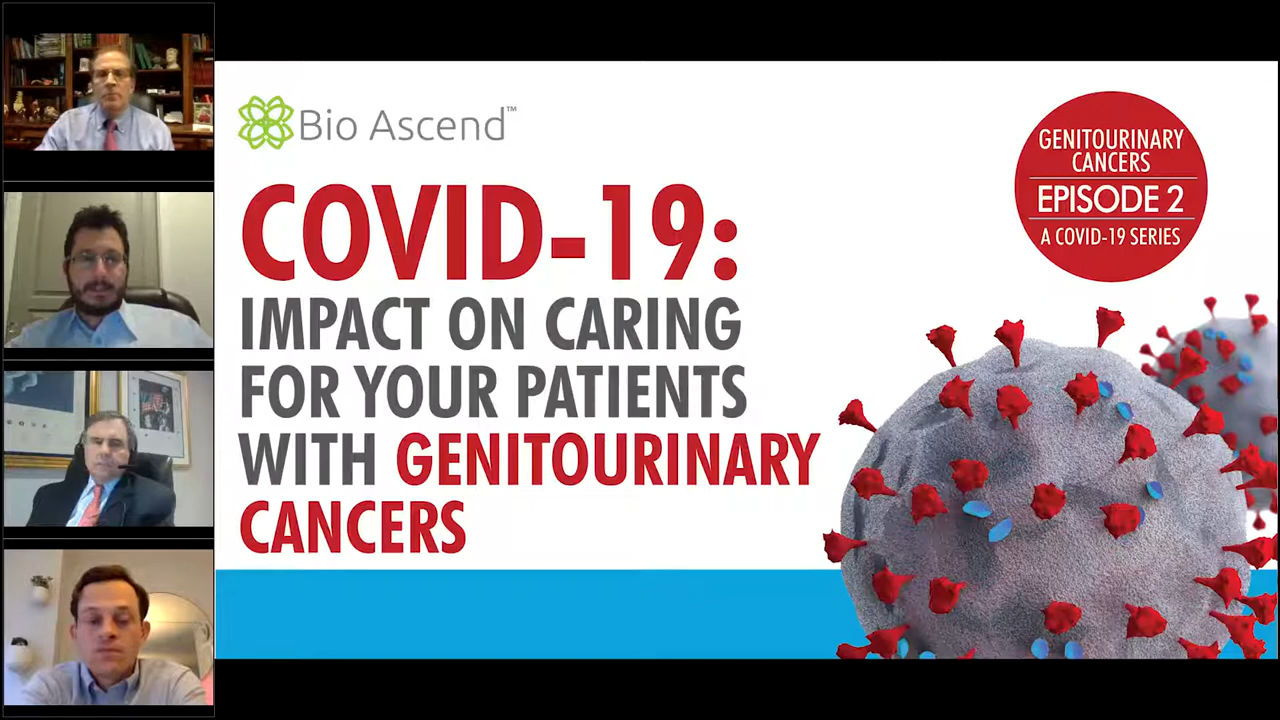 Bio Ascend™
COVID-19:
IMPACT ON CARING
FOR YOUR PATIENTS
WITH GENITOURINARY
CANCERS
GENITOURINARY
CANCERS
EPISODE 2
A COVID-19 SERIES